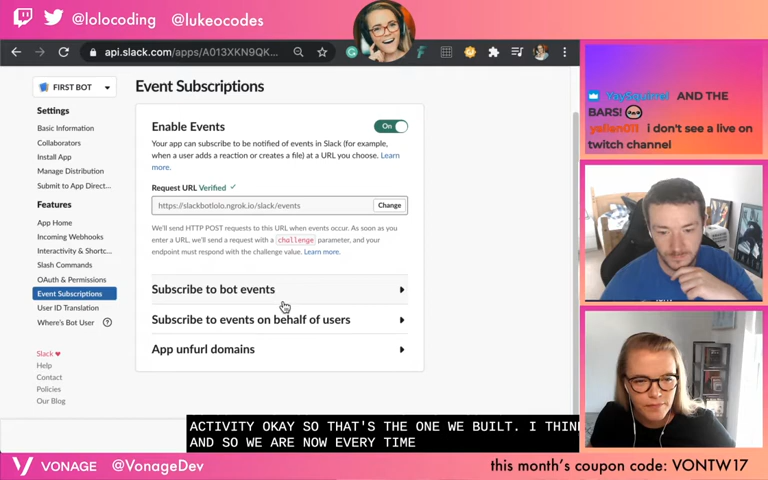 @lolocoding @lukeocodes
api.slack.com/apps/A013XKN9QK...
FIRST BOT
Settings
Basic Information
Collaborators
Install App
Manage Distribution
Submit to App Direct...
Features
App Home
Incoming Webhooks
Interactivity & Shortc...
Slash Commands
OAuth & Permissions
Event Subscriptions
User ID Translation
Where's Bot User
Slack
Help
Contact
Policies
Our Blog
Event Subscriptions
Enable Events
On
Your app can subscribe to be notified of events in Slack (for example,
when a user adds a reaction or creates a file) at a URL you choose. Learn
more.
Request URL Verified
https://slackbotlolo.ngrok.io/slack/events
Change
We'll send HTTP POST requests to this URL when events occur. As soon as you
enter a URL, we'll send a request with a challenge parameter, and your
endpoint must respond with the challenge value. Learn more.
Subscribe to bot events
Subscribe to events on behalf of users
App unfurl domains
YaySquirrel AND THE
BARS!
yafien011 i don't see a live on
twitch channel
ACTIVITY OKAY SO THAT'S THE ONE WE BUILT. I THIN
AND SO WE ARE NOW EVERY TIME
VONAGE @VonageDev
this month's coupon code: VONTW17